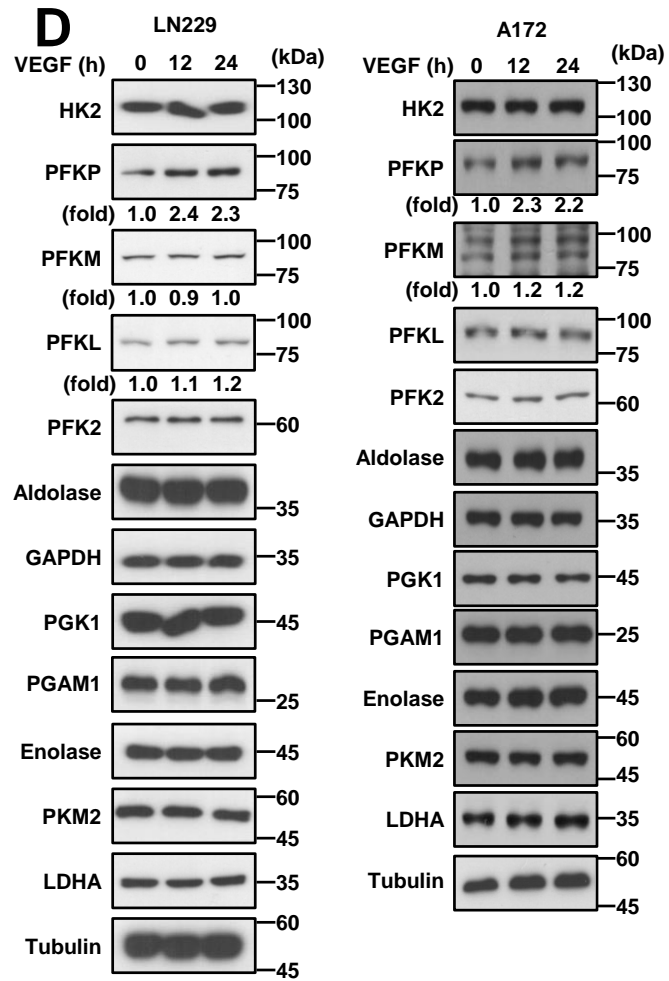 D
LN229
VEGF (h) 0 12 24 (kDa)
HK2
130
100
PFKP
100
75
(fold) 1.0 2.4 2.3
PFKM
100
75
(fold) 1.0 0.9 1.0
PFKL
100
75
(fold) 1.0 1.1 1.2
PFK2
60
Aldolase
35
GAPDH
35
PGK1
45
PGAM1
25
Enolase
45
PKM2
60
45
LDHA
35
Tubulin
60
45
A172
VEGF (h) 0 12 24 (kDa)
HK2
130
100
PFKP
100
75
(fold) 1.0 2.3 2.2
PFKM
100
75
(fold) 1.0 1.2 1.2
PFKL
100
75
PFK2
60
Aldolase
35
GAPDH
35
PGK1
45
PGAM1
25
Enolase
45
PKM2
60
45
LDHA
35
Tubulin
60
45